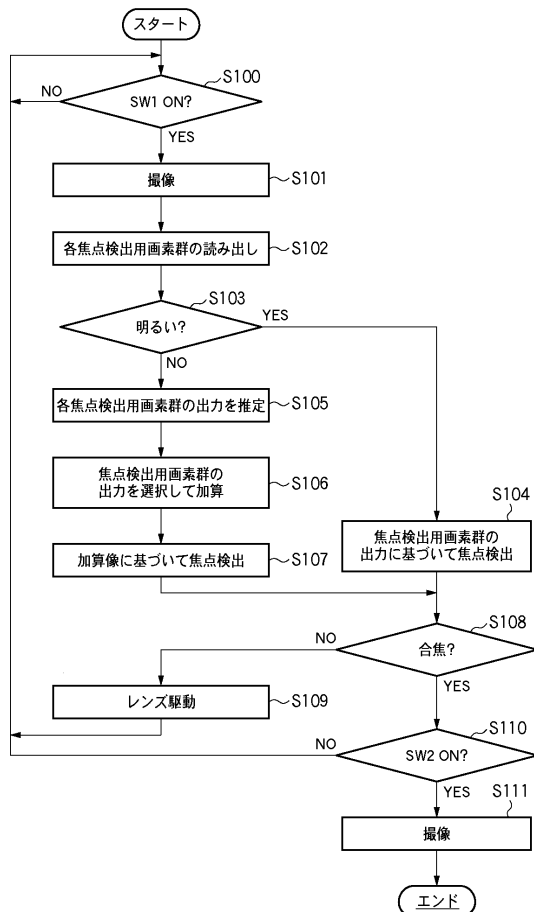 スタート
S100
NO
SW1 ON?
YES
撮像
S101
各焦点検出用画素群の読み出し
S102
S103
YES
明るい?
NO
各焦点検出用画素群の出力を推定
S105
焦点検出用画素群の
出力を選択して加算
S106
S104
焦点検出用画素群の
出力に基づいて焦点検出
加算像に基づいて焦点検出
S107
S108
NO
合焦?
YES
レンズ駆動
S109
S110
NO
SW2 ON?
YES
S111
撮像
エンド